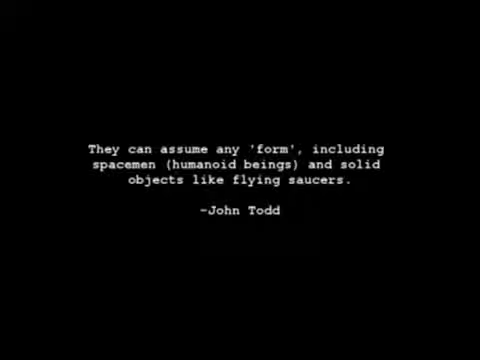 They can assume any 'form', including
spacemen (humanoid beings) and solid
objects like flying saucers.
-John Todd